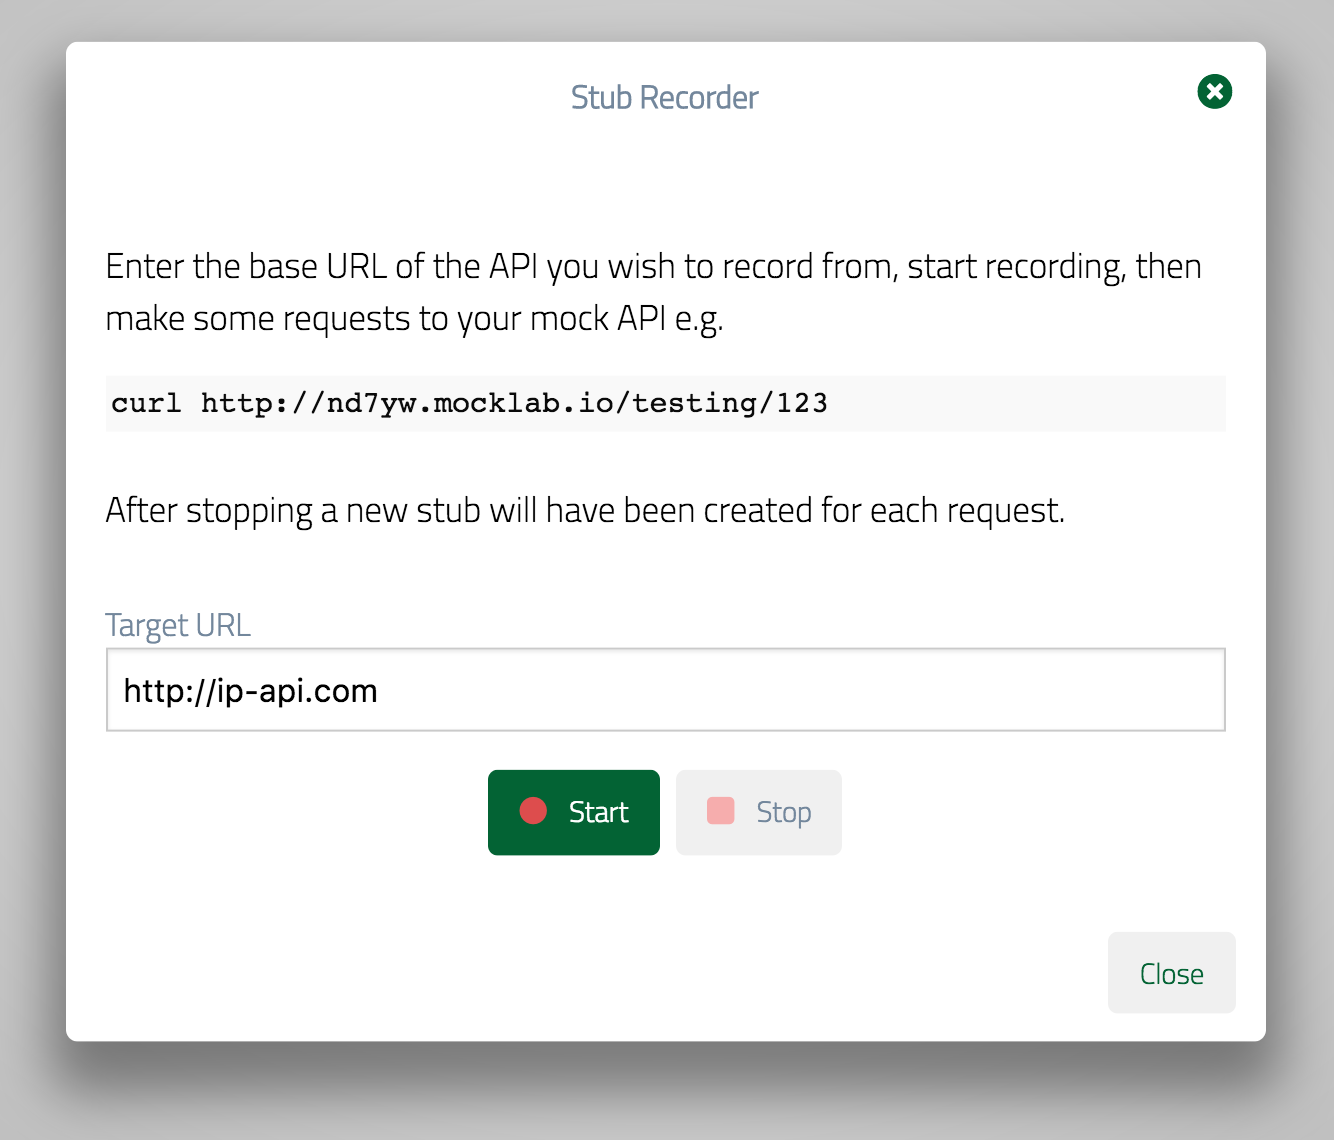 Stub Recorder
Enter the base URL of the API you wish to record from, start recording, then
make some requests to your mock API e.g.
curl http://nd7yw.mocklab.io/testing/123
After stopping a new stub will have been created for each request.
Target URL
http://ip-api.com
Start
Stop
Close